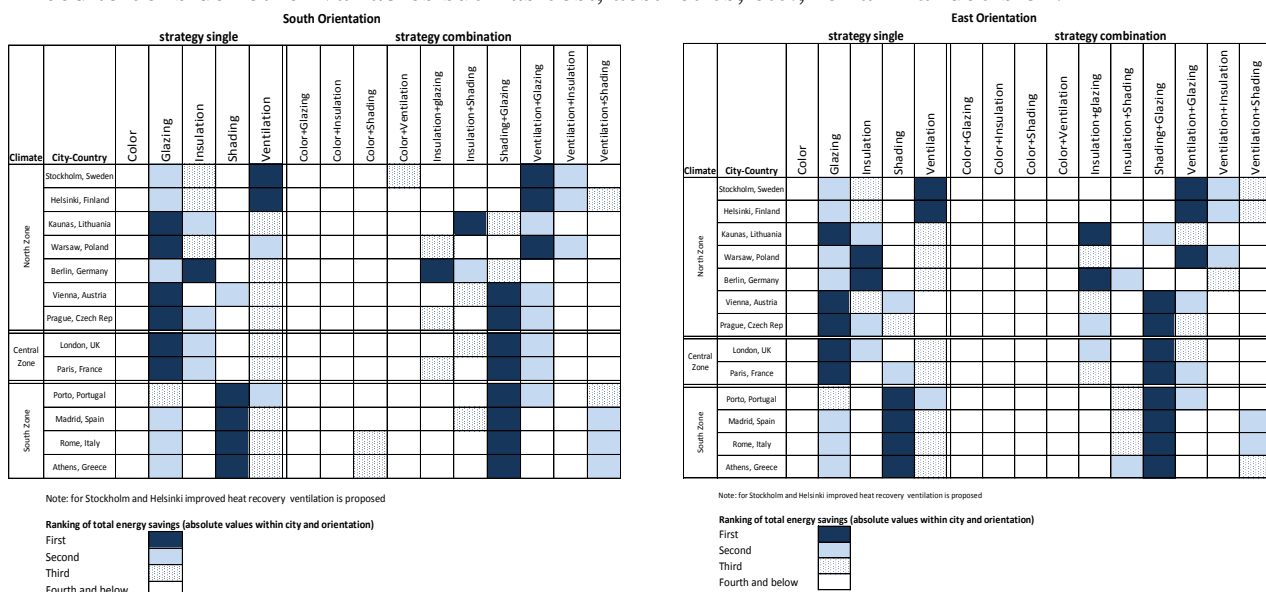 South Orientation
strategy single strategy combination
Climate City-Country Color Glazing Insulation Shading Ventilation Color+Glazing Color+Insulation Color+Shading Color+Ventilation Insulation+glazing Insulation+Shading Shading+Glazing Ventilation+Glazing Ventilation+Insulation Ventilation+Shading
North Zone
Stockholm, Sweden
Helsinki, Finland
Kaunas, Lithuania
Warsaw, Poland
Berlin, Germany
Vienna, Austria
Prague, Czech Rep
Central
Zone
London, UK
Paris, France
South Zone
Porto, Portugal
Madrid, Spain
Rome, Italy
Athens, Greece
Note: for Stockholm and Helsinki improved heat recovery ventilation is proposed
Ranking of total energy savings (absolute values within city and orientation)
First
Second
Third
Fourth and below
East Orientation
strategy single strategy combination
Climate City-Country Color Glazing Insulation Shading Ventilation Color+Glazing Color+Insulation Color+Shading Color+Ventilation Insulation+glazing Insulation+Shading Shading+Glazing Ventilation+Glazing Ventilation+Insulation Ventilation+Shading
North Zone
Stockholm, Sweden
Helsinki, Finland
Kaunas, Lithuania
Warsaw, Poland
Berlin, Germany
Vienna, Austria
Prague, Czech Rep
Central
Zone
London, UK
Paris, France
South Zone
Porto, Portugal
Madrid, Spain
Rome, Italy
Athens, Greece
Note: for Stockholm and Helsinki improved heat recovery ventilation is proposed
Ranking of total energy savings (absolute values within city and orientation)
First
Second
Third
Fourth and below